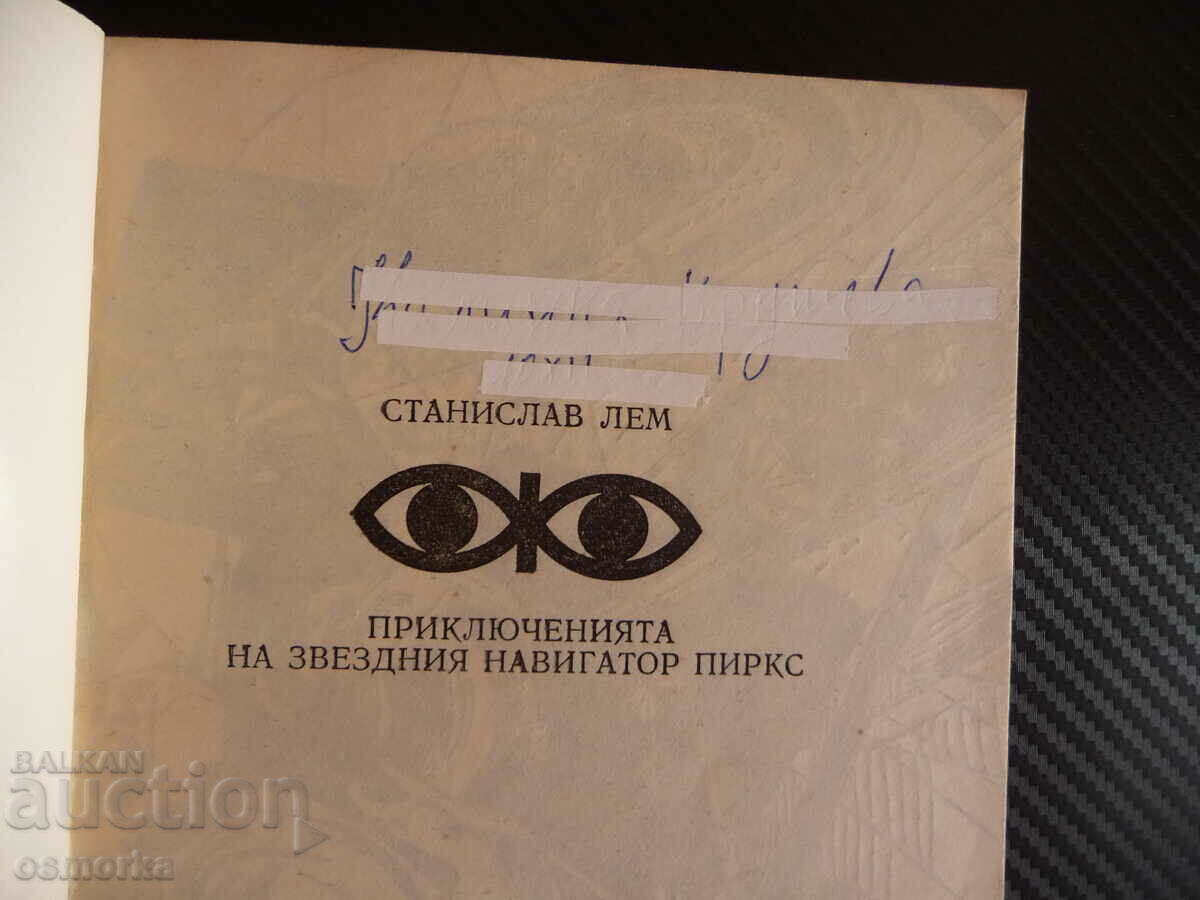 СТАНИСЛАВ ЛЕМ
ПРИКЛЮЧЕНИЯТА
НА ЗВЕЗДНИЯ НАВИГАТОР ПИРКС
BALKAN
auction
osmorka